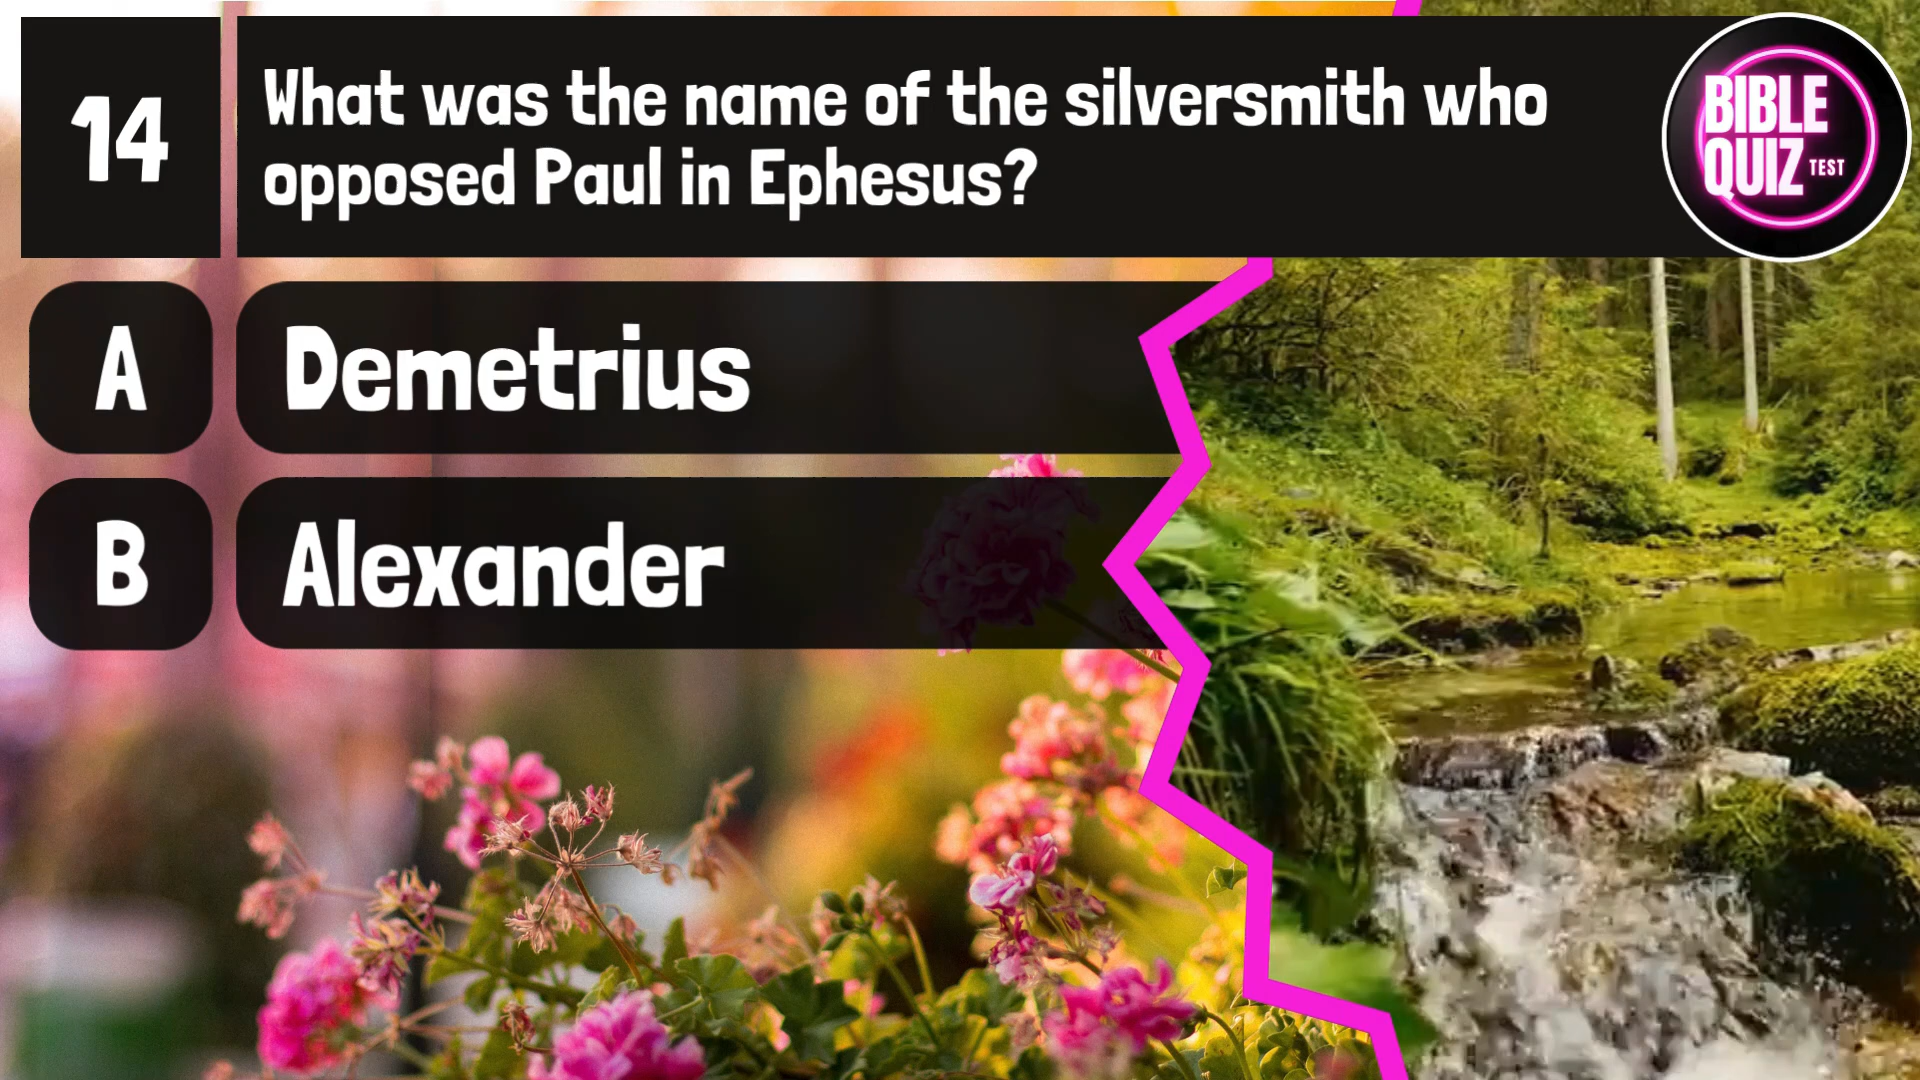 14
What was the name of the silversmith who
opposed Paul in Ephesus?
BIBLE
QUIZ TEST
A
Demetrius
B
Alexander